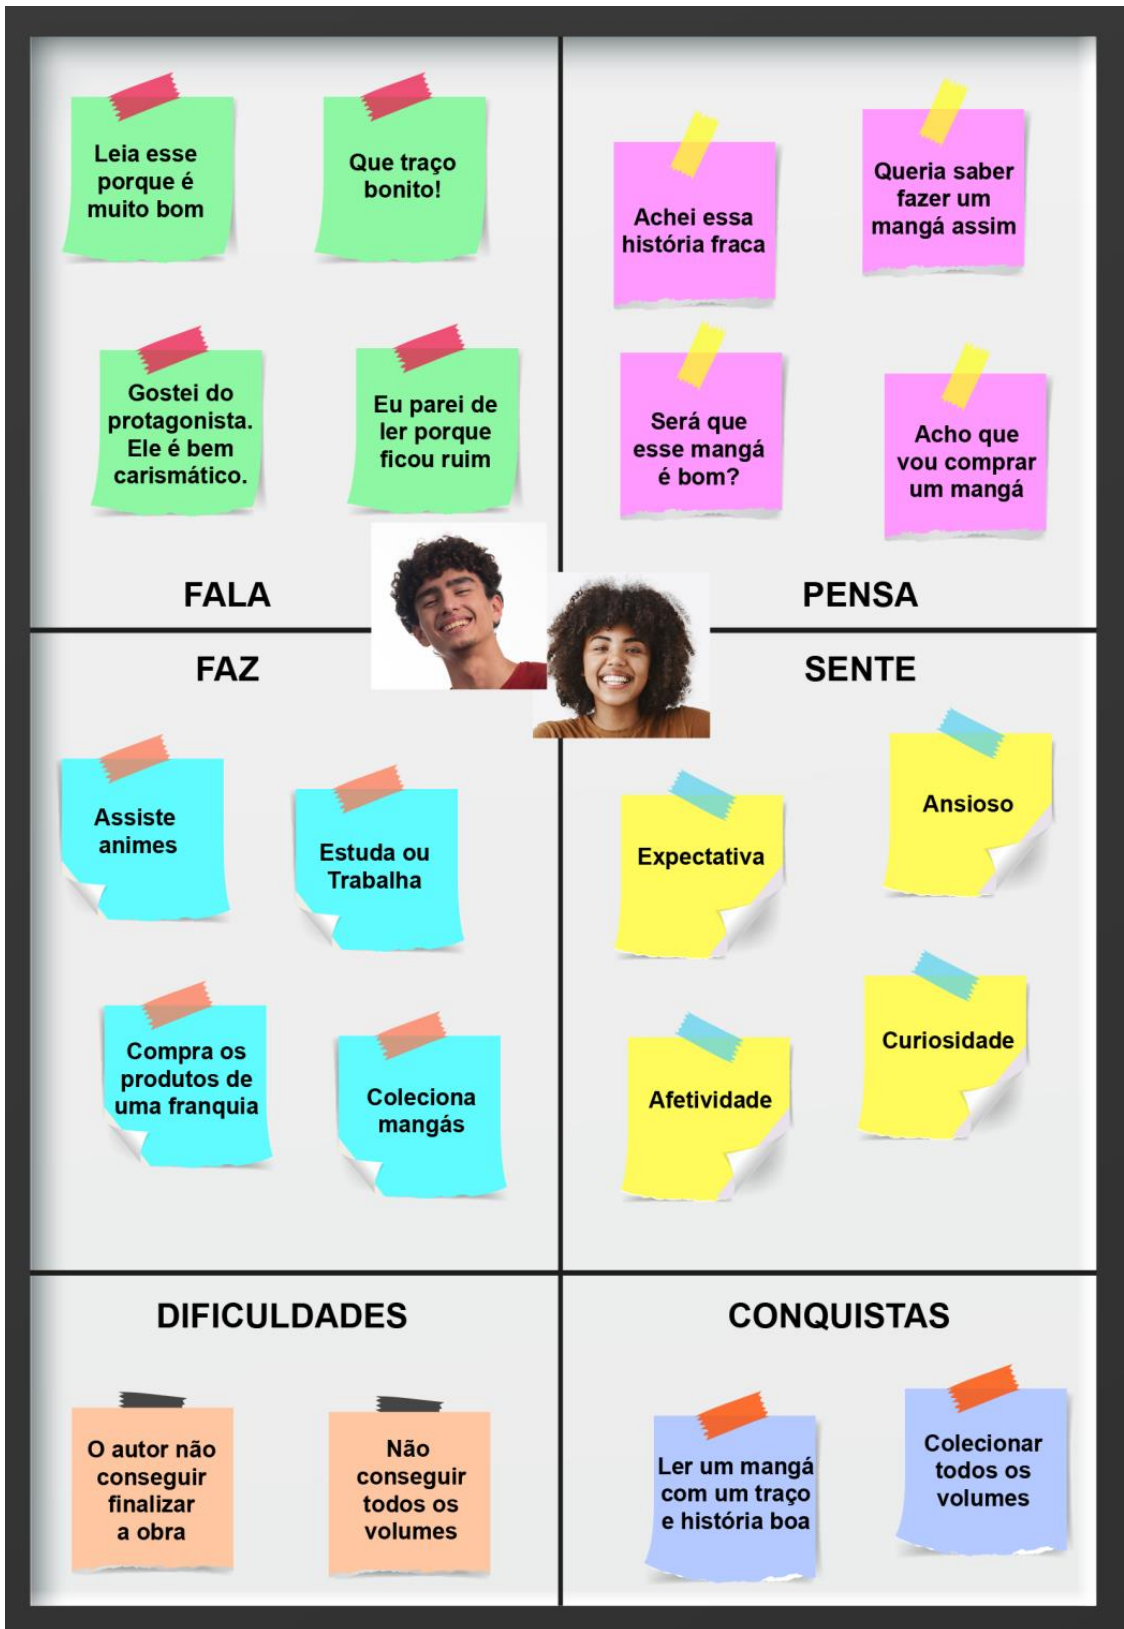 Leia esse
porque é
muito bom
Que traço
bonito!
Gostei do
protagonista.
Ele é bem
carismático.
Eu parei de
ler porque
ficou ruim
FALA
Achei essa
história fraca
Queria saber
fazer um
mangá assim
Será que
esse mangá
é bom?
Acho que
vou comprar
um mangá
PENSA
FAZ
Assiste
animes
Estuda ou
Trabalha
Compra os
produtos de
uma franquia
Coleciona
mangás
SENTE
Expectativa
Ansioso
Afetividade
Curiosidade
DIFICULDADES
O autor não
conseguir
finalizar
a obra
Não
conseguir
todos os
volumes
CONQUISTAS
Ler um mangá
com um traço
e história boa
Colecionar
todos os
volumes